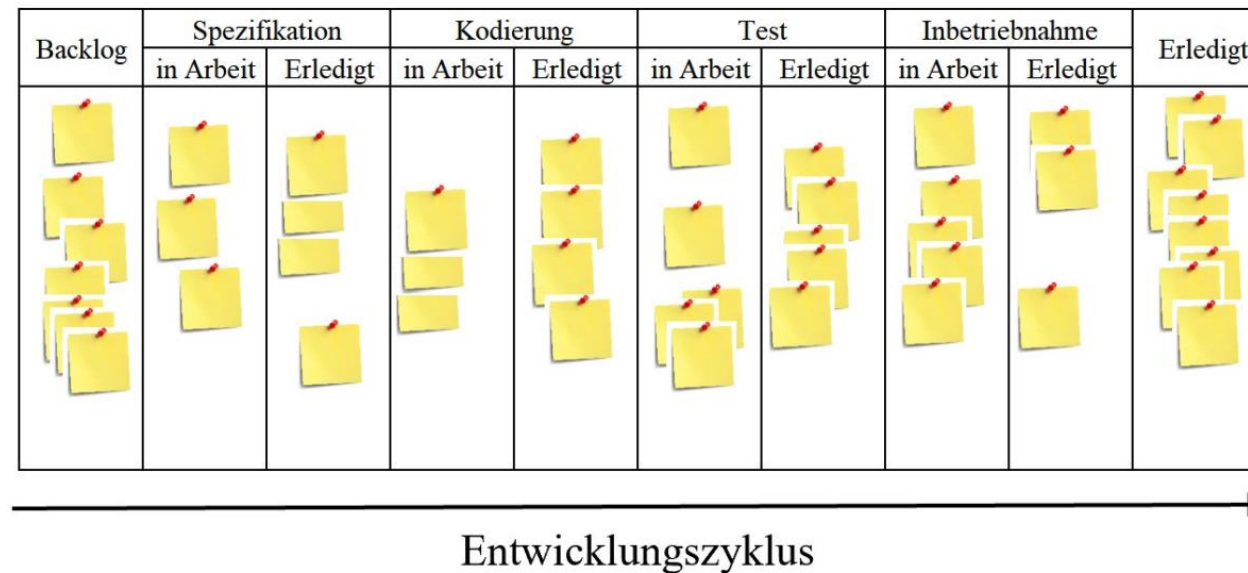 Backlog Spezifikation Kodierung Test Inbetriebnahme Erledigt
in Arbeit Erledigt in Arbeit Erledigt in Arbeit Erledigt in Arbeit Erledigt
Entwicklungszyklus